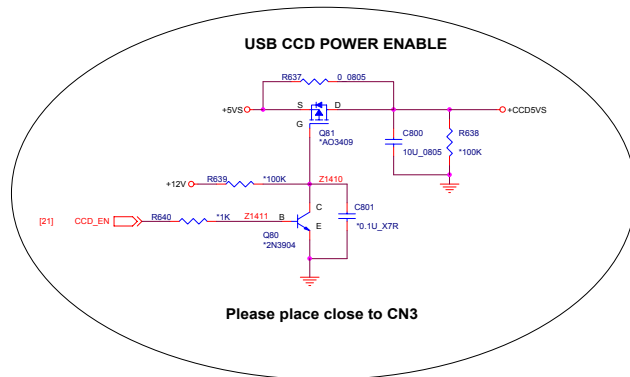 USB CCD POWER ENABLE
R637 0_0805
+5VS S D +CCD5VS
G
Q81
*AO3409
C800
10U_0805
R638
*100K
+12V R639 *100K Z1410
C801
*0.1U_X7R
C
[21] CCD_EN R640 *1K Z1411 B
E
Q80
*2N3904
Please place close to CN3